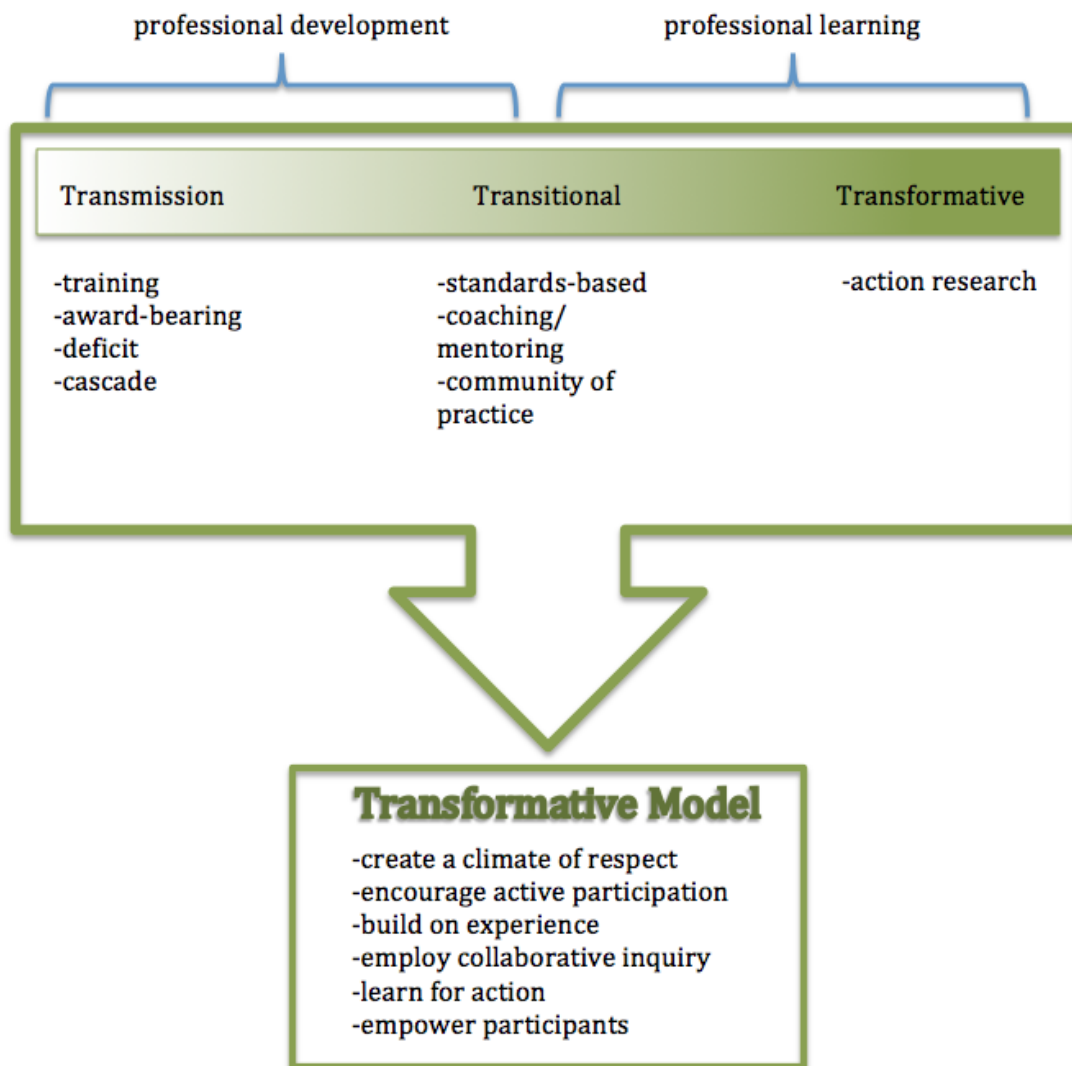 professional development
professional learning
Transmission
Transitional
Transformative
-training
-award-bearing
-deficit
-cascade
-standards-based
-coaching/
mentoring
-community of
practice
-action research
Transformative Model
-create a climate of respect
-encourage active participation
-build on experience
-employ collaborative inquiry
-learn for action
-empower participants